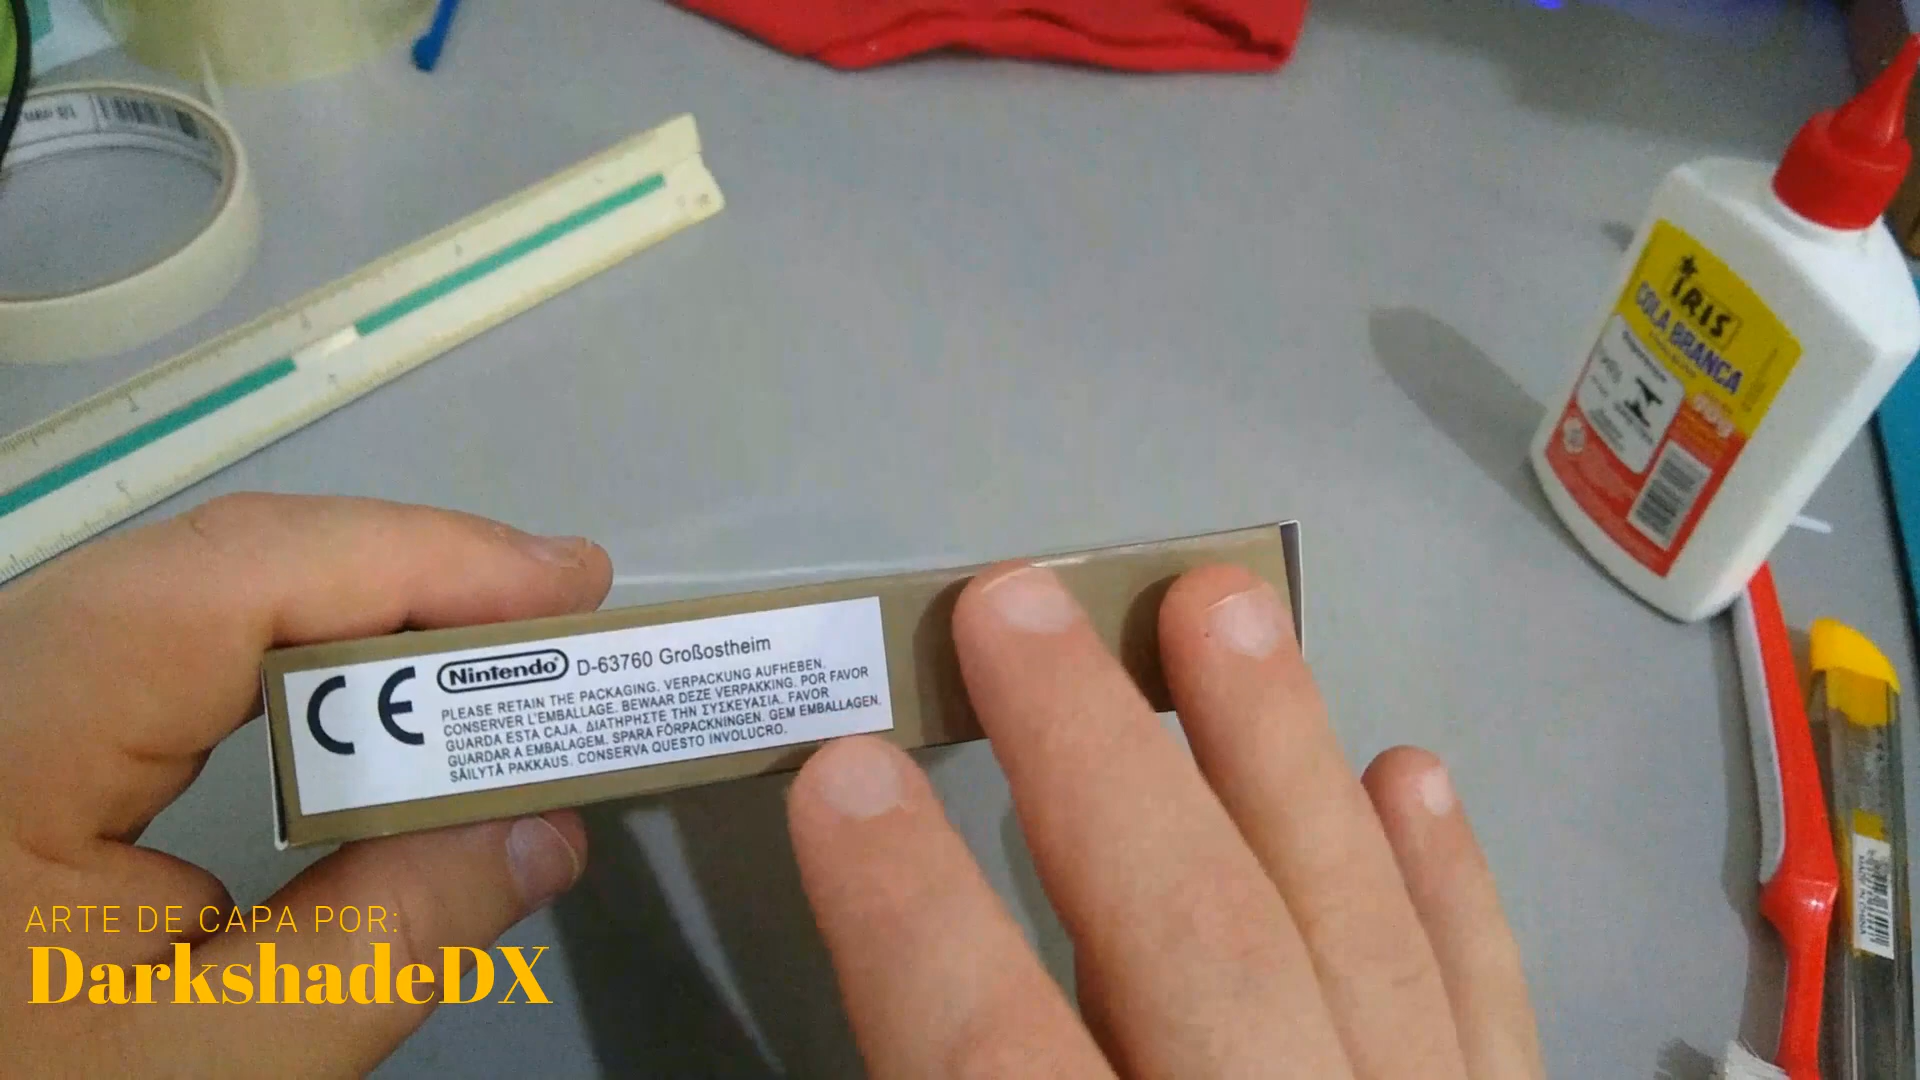 IRIS
COLA BRANCA
90g
CE Nintendo D-63760 Großostheim
PLEASE RETAIN THE PACKAGING. VERPACKUNG AUFHEBEN.
CONSERVER L'EMBALLAGE. BEWAAR DEZE VERPAKKING. POR FAVOR
GUARDA ESTA CAJA. ΔΙΑΤΗΡΗΣΤΕ ΤΗΝ ΣΥΣΚΕΥΑΣΙΑ. FAVOR
GUARDAR A EMBALAGEM. SPARA FÖRPACKNINGEN. GEM EMBALLAGEN.
SÄILYTÄ PAKKAUS. CONSERVA QUESTO INVOLUCRO.
ARTE DE CAPA POR:
DarkshadeDX